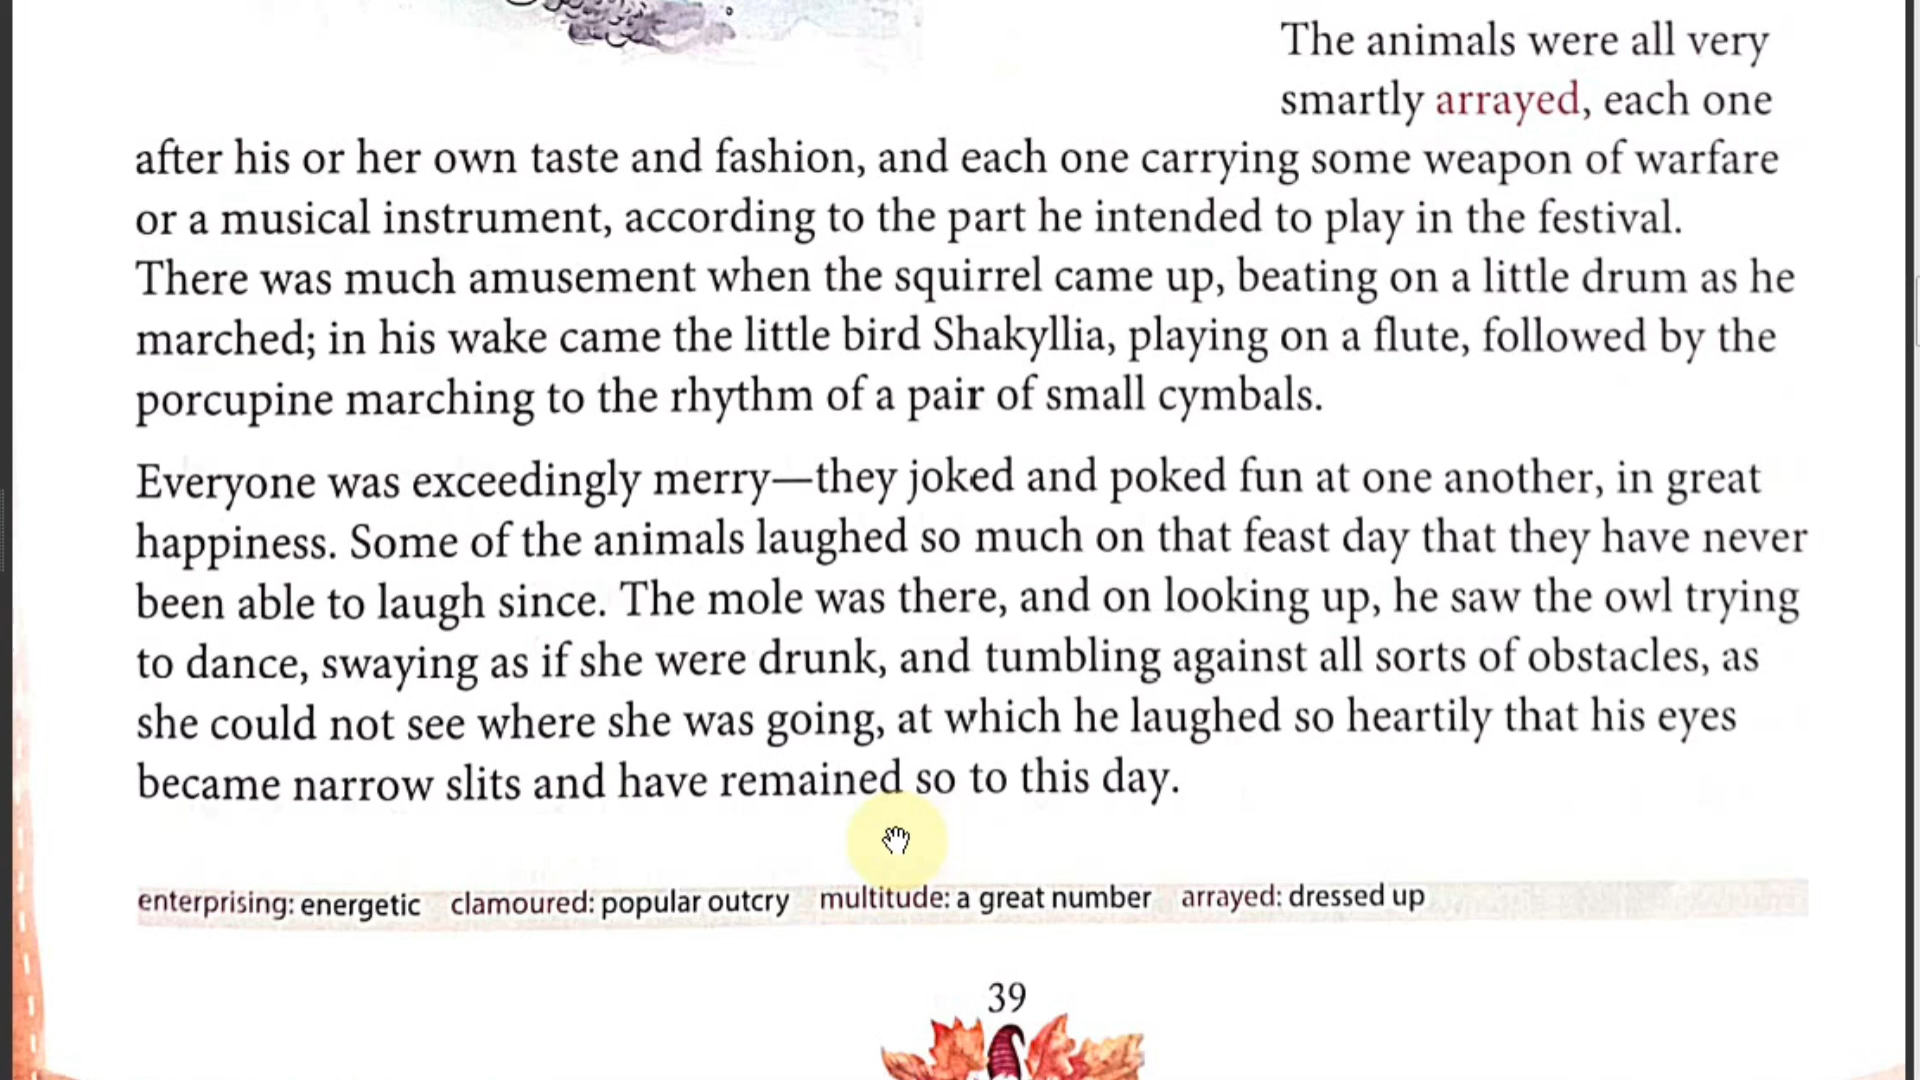 The animals were all very
smartly arrayed, each one
after his or her own taste and fashion, and each one carrying some weapon of warfare
or a musical instrument, according to the part he intended to play in the festival.
There was much amusement when the squirrel came up, beating on a little drum as he
marched; in his wake came the little bird Shakyllia, playing on a flute, followed by the
porcupine marching to the rhythm of a pair of small cymbals.
Everyone was exceedingly merry—they joked and poked fun at one another, in great
happiness. Some of the animals laughed so much on that feast day that they have never
been able to laugh since. The mole was there, and on looking up, he saw the owl trying
to dance, swaying as if she were drunk, and tumbling against all sorts of obstacles, as
she could not see where she was going, at which he laughed so heartily that his eyes
became narrow slits and have remained so to this day.
enterprising: energetic clamoured: popular outcry multitude: a great number arrayed: dressed up
39